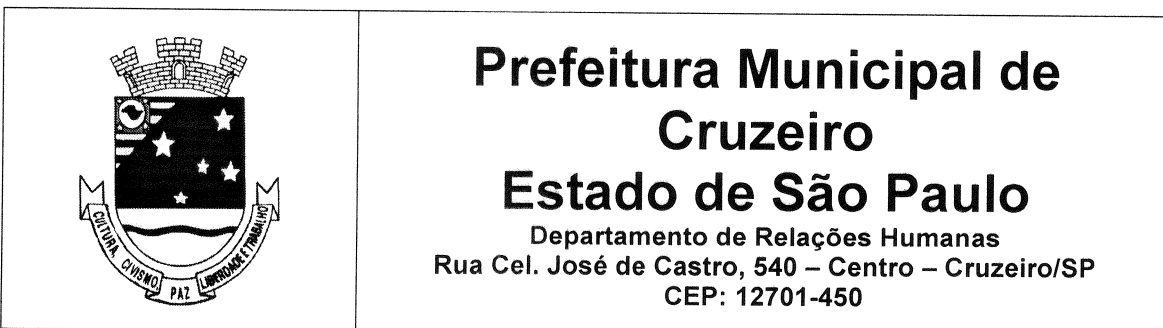 CULTURA, CIVISMO, PAZ LIBERDADE E TRABALHO
Prefeitura Municipal de
Cruzeiro
Estado de São Paulo
Departamento de Relações Humanas
Rua Cel. José de Castro, 540 – Centro – Cruzeiro/SP
CEP: 12701-450